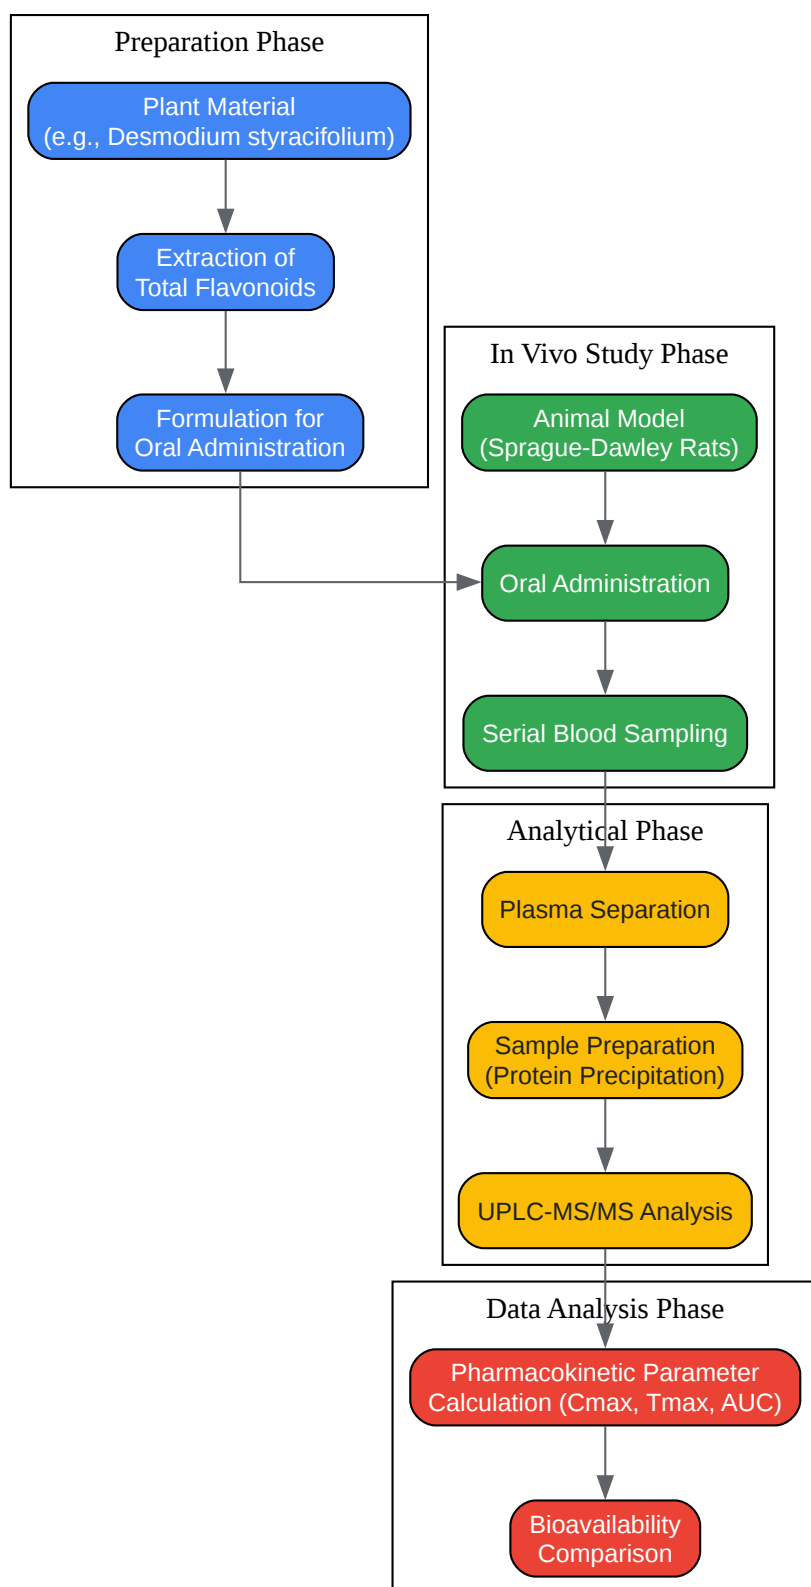 Preparation Phase
Plant Material
(e.g., Desmodium styracifolium)
Extraction of
Total Flavonoids
Formulation for
Oral Administration
In Vivo Study Phase
Animal Model
(Sprague-Dawley Rats)
Oral Administration
Serial Blood Sampling
Analytical Phase
Plasma Separation
Sample Preparation
(Protein Precipitation)
UPLC-MS/MS Analysis
Data Analysis Phase
Pharmacokinetic Parameter
Calculation (Cmax, Tmax, AUC)
Bioavailability
Comparison